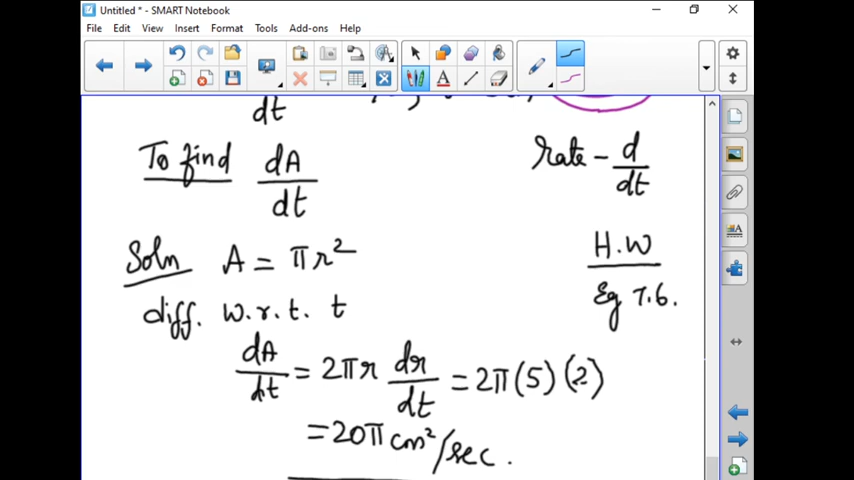 Untitled * - SMART Notebook
File Edit View Insert Format Tools Add-ons Help
dt
To find dA/dt
rate - d/dt
Soln A = πr²
H.W
diff. w.r.t. t
Eg 7.6.
dA/dt = 2πr dr/dt = 2π(5)(2)
= 20π cm²/sec.